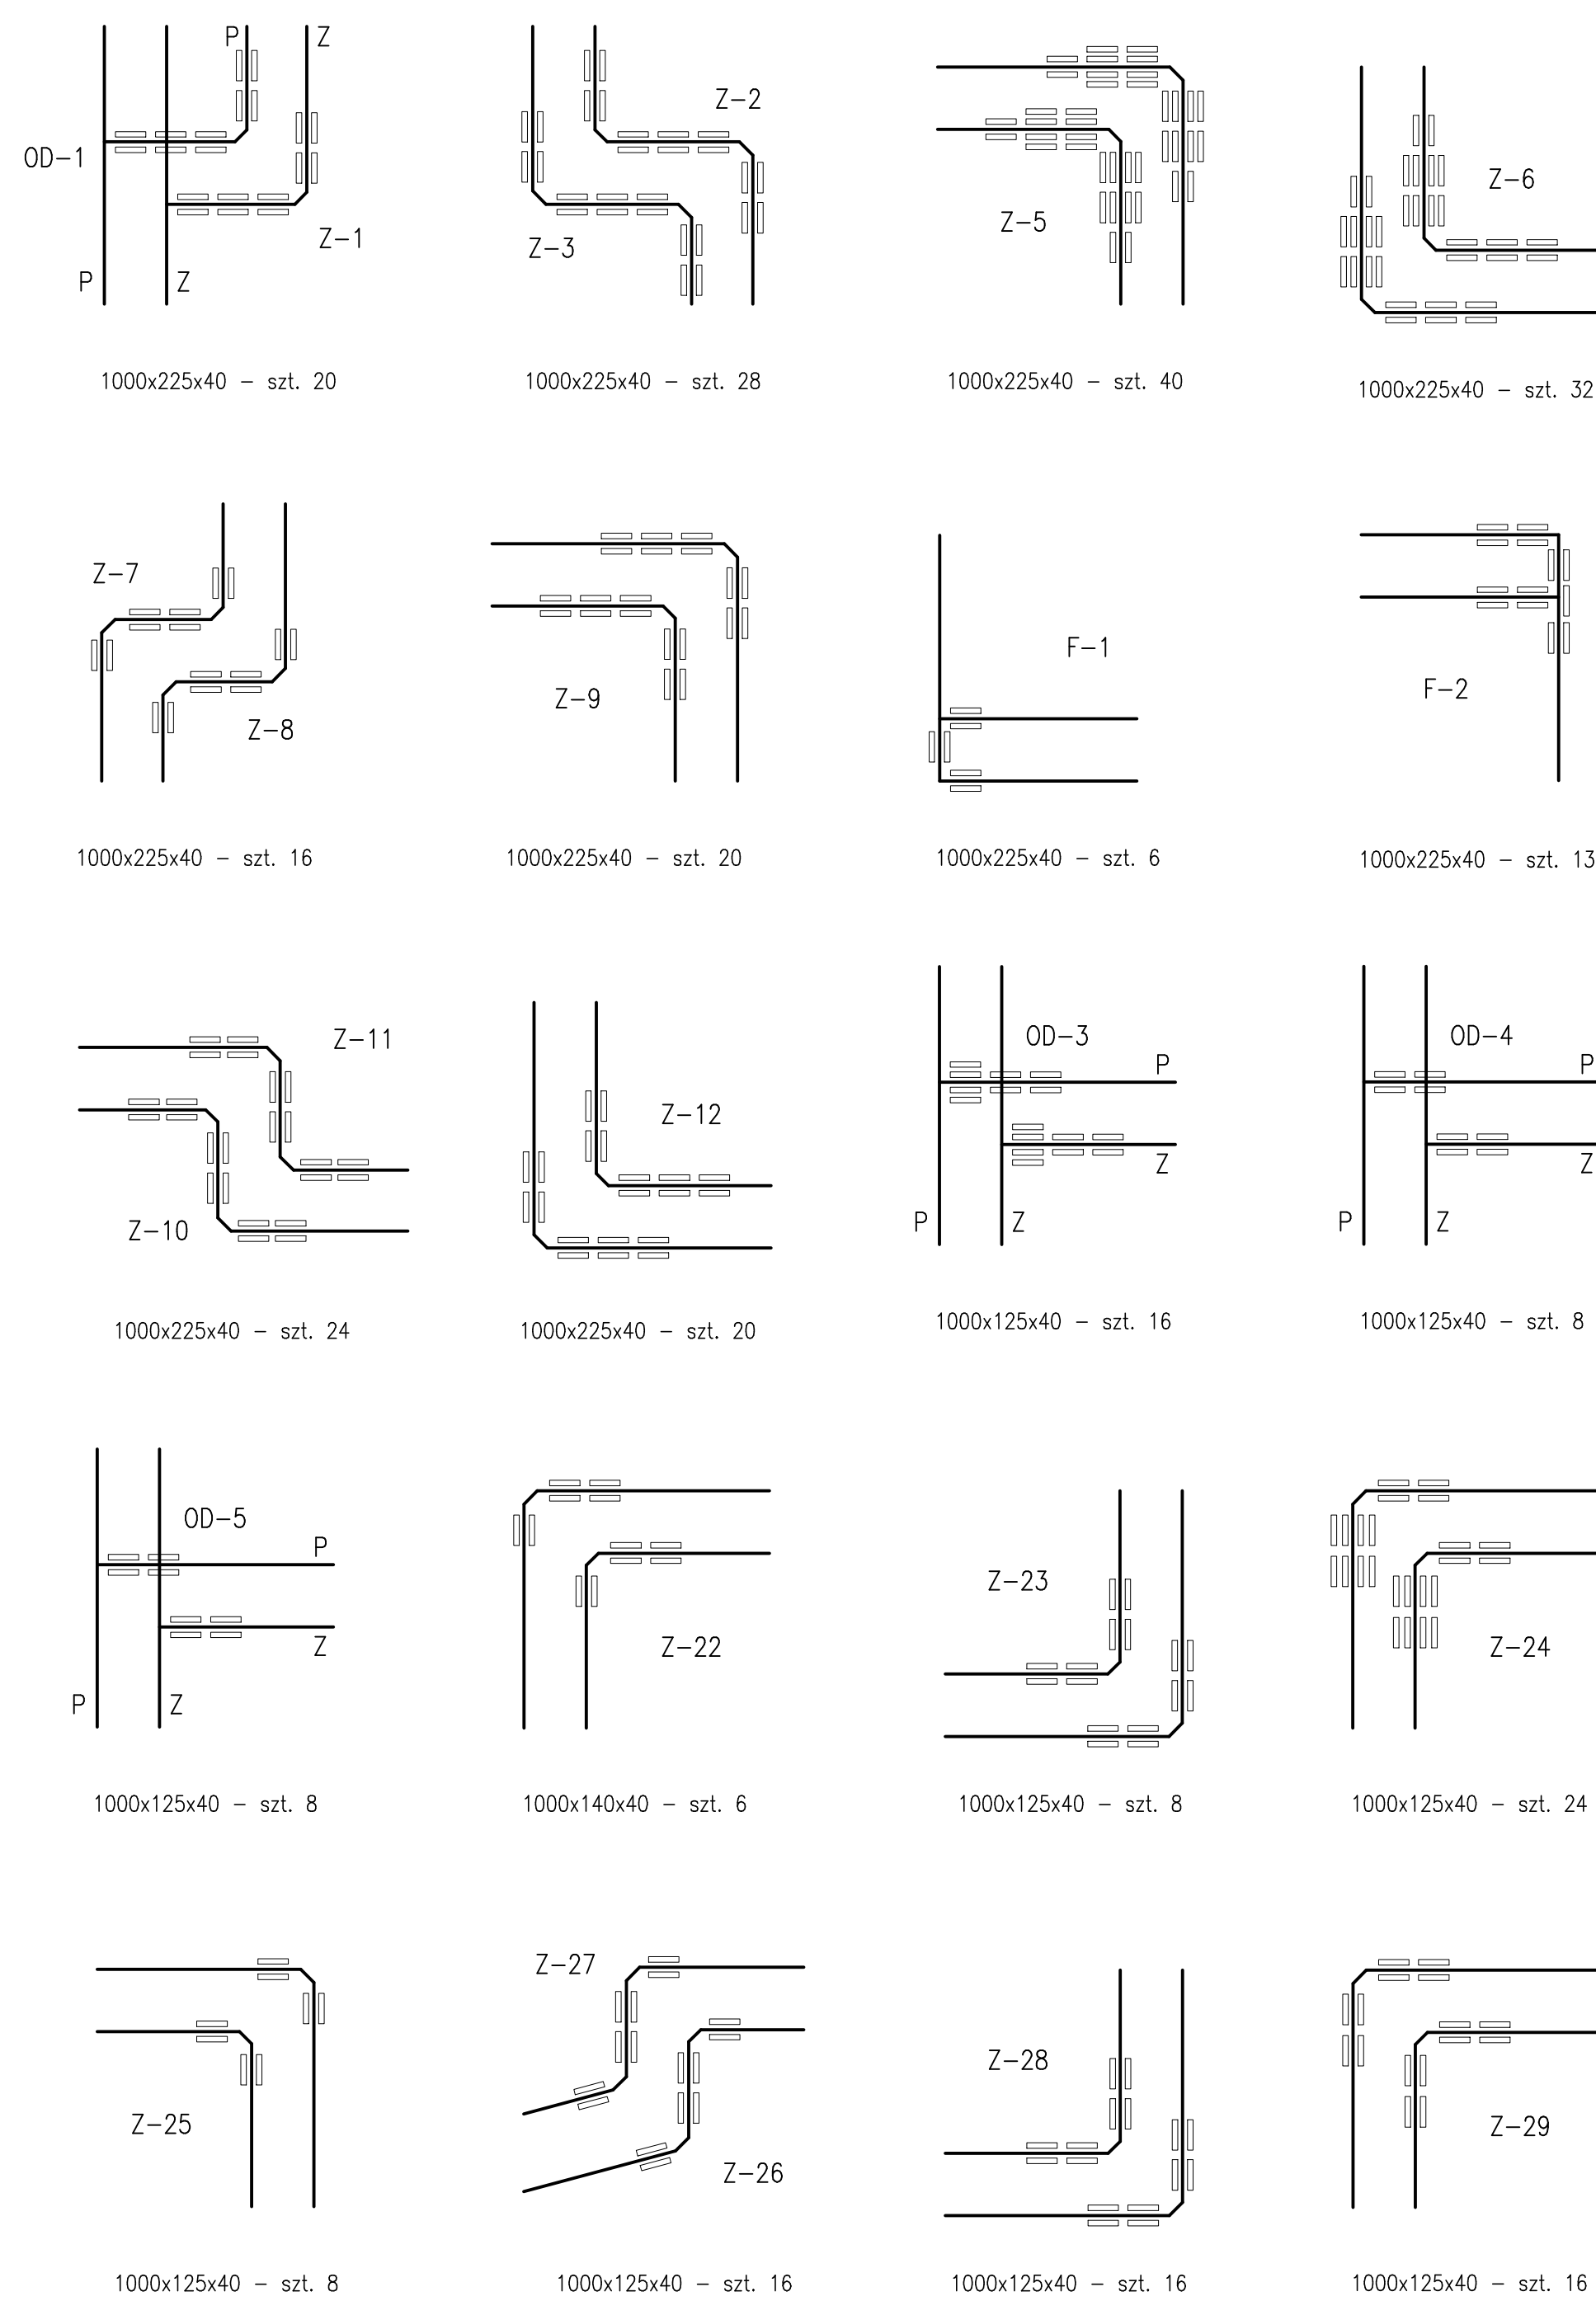 P
Z
OD-1
Z-1
P
Z
1000x225x40 - szt. 20
Z-2
Z-3
1000x225x40 - szt. 28
Z-5
1000x225x40 - szt. 40
Z-6
1000x225x40 - szt. 32
Z-7
Z-8
1000x225x40 - szt. 16
Z-9
1000x225x40 - szt. 20
F-1
1000x225x40 - szt. 6
F-2
1000x225x40 - szt. 13
Z-11
Z-10
1000x225x40 - szt. 24
Z-12
1000x225x40 - szt. 20
OD-3
P
Z
P
Z
1000x125x40 - szt. 16
OD-4
P
Z
P
Z
1000x125x40 - szt. 8
OD-5
P
Z
P
Z
1000x125x40 - szt. 8
Z-22
1000x140x40 - szt. 6
Z-23
1000x125x40 - szt. 8
Z-24
1000x125x40 - szt. 24
Z-25
1000x125x40 - szt. 8
Z-27
Z-26
1000x125x40 - szt. 16
Z-28
1000x125x40 - szt. 16
Z-29
1000x125x40 - szt. 16